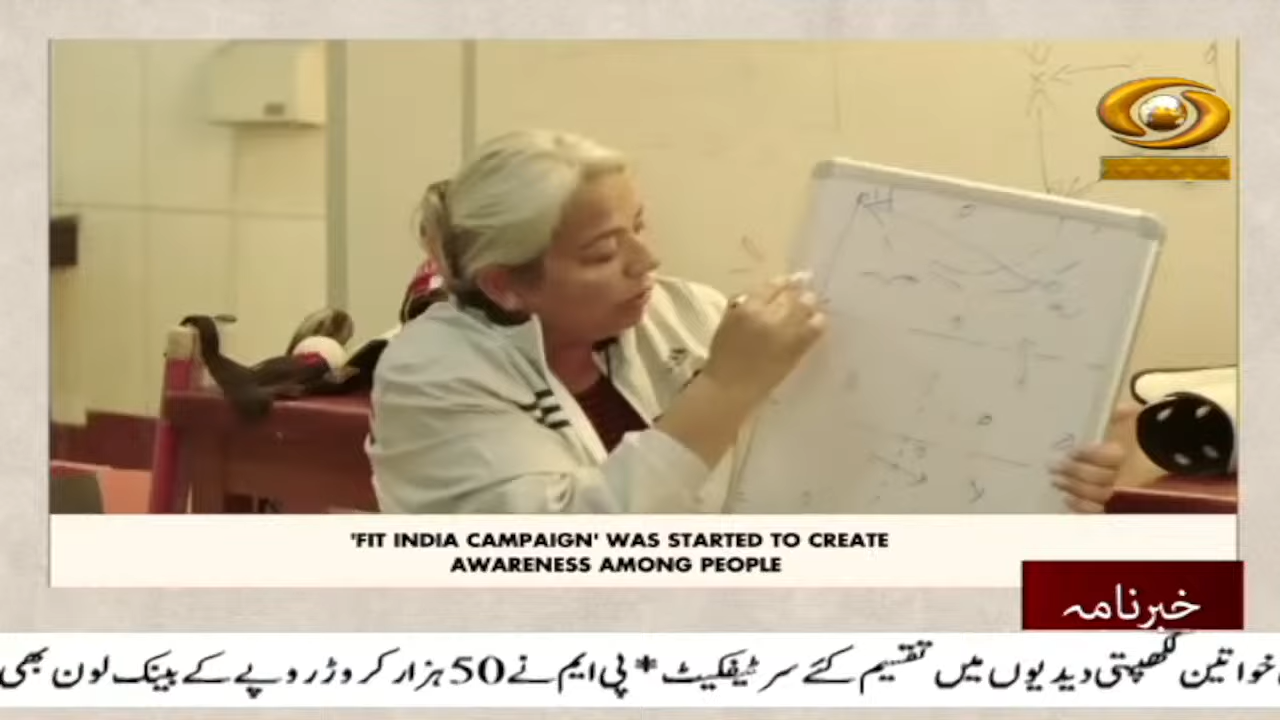 RH
'FIT INDIA CAMPAIGN' WAS STARTED TO CREATE
AWARENESS AMONG PEOPLE
خبرنامہ
خواتین لکھپتی دیدیوں میں تقسیم کئے سرٹیفکیٹ * پی ایم نے 50 ہزار کروڑ روپے کے بینک لون بھی